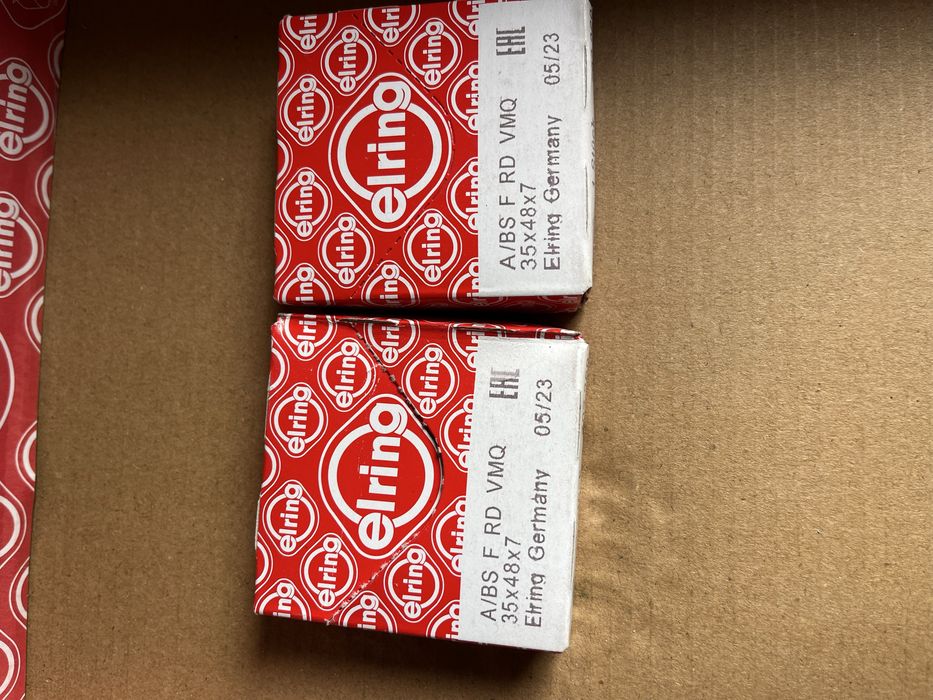 elring
A/BS F RD VMQ
35x48x7
Elring Germany 05/23
EAC
elring
A/BS F RD VMQ
35x48x7
Elring Germany 05/23
EAC